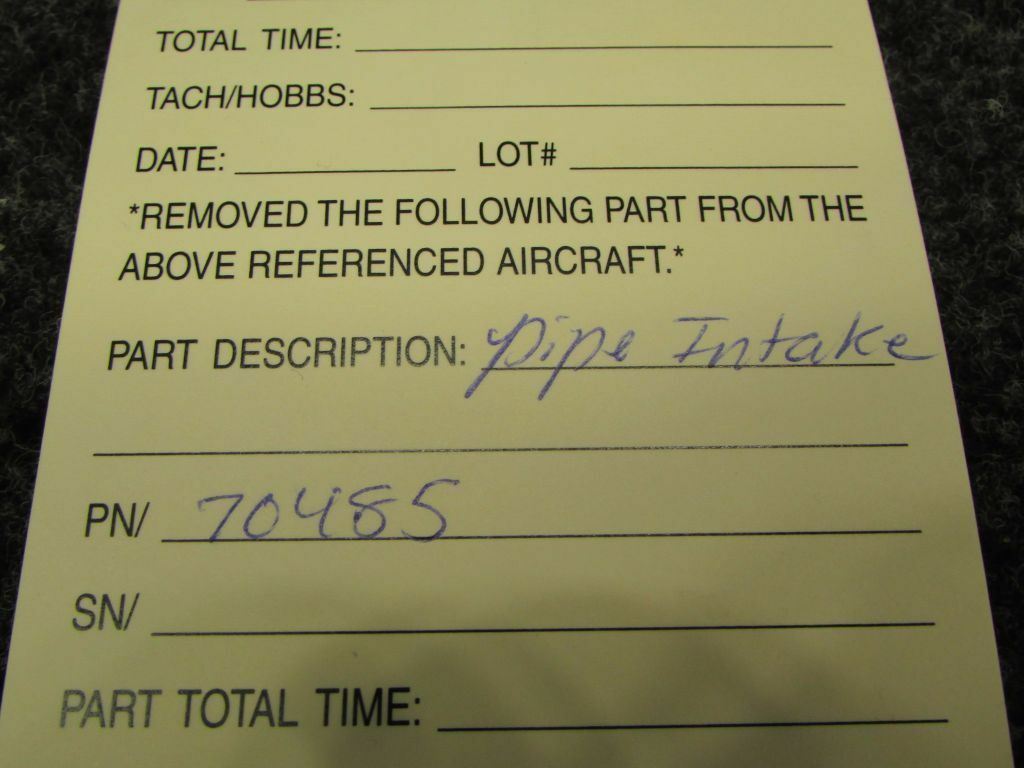 TOTAL TIME:
TACH/HOBBS:
DATE: LOT#
*REMOVED THE FOLLOWING PART FROM THE
ABOVE REFERENCED AIRCRAFT.*
PART DESCRIPTION: Pipe Intake
PN/ 70485
SN/
PART TOTAL TIME: